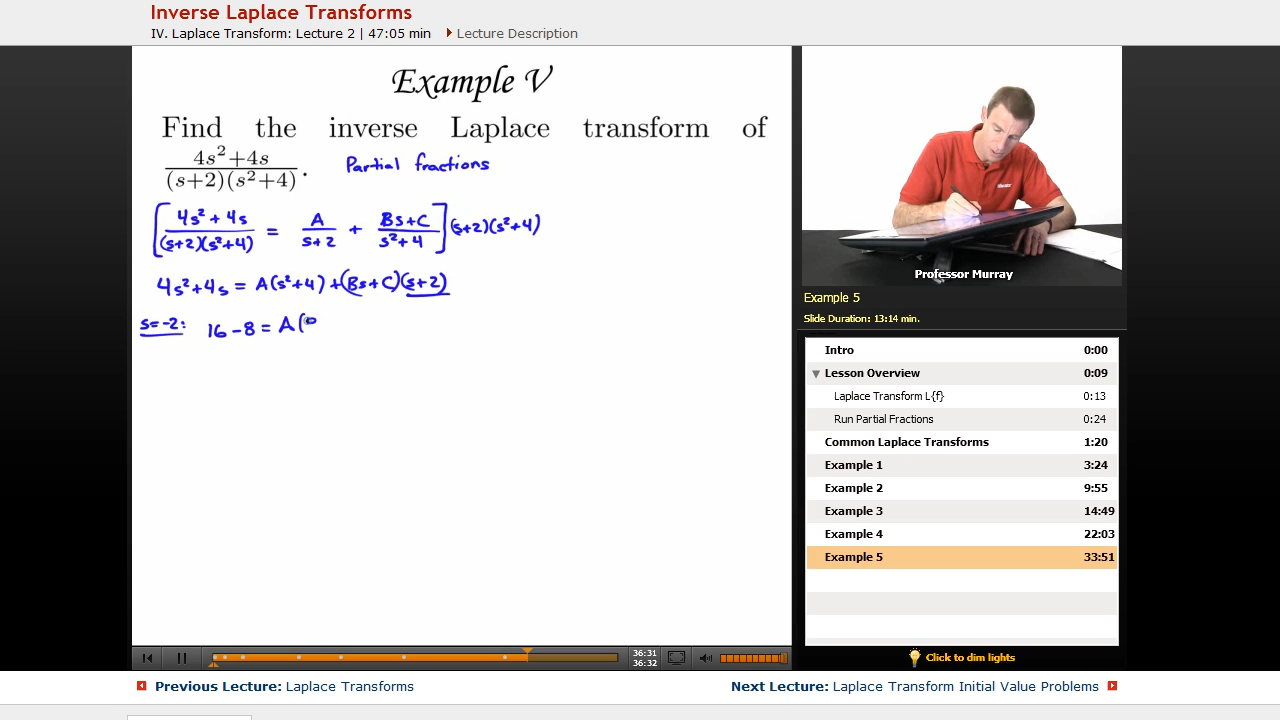 Inverse Laplace Transforms
IV. Laplace Transform: Lecture 2 | 47:05 min Lecture Description
Example V
Find the inverse Laplace transform of
4s²+4s
(s+2)(s²+4) . Partial fractions
[ 4s² + 4s / (s+2)(s²+4) = A / s+2 + Bs+C / s²+4 ] (s+2)(s²+4)
4s²+4s = A(s²+4) + (Bs+C)(s+2)
s=-2: 16 -8 = A(
Professor Murray
Example 5
Slide Duration: 13:14 min.
Intro 0:00
Lesson Overview 0:09
Laplace Transform L{f} 0:13
Run Partial Fractions 0:24
Common Laplace Transforms 1:20
Example 1 3:24
Example 2 9:55
Example 3 14:49
Example 4 22:03
Example 5 33:51
36:31
36:32
Click to dim lights
Previous Lecture: Laplace Transforms
Next Lecture: Laplace Transform Initial Value Problems